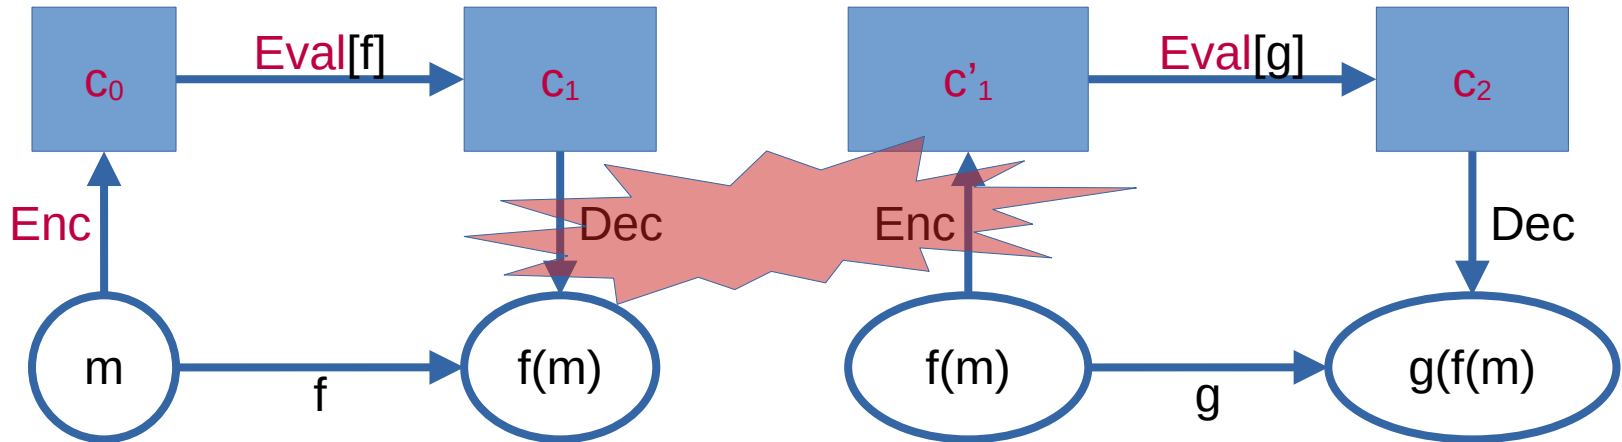 Eval[f]
Eval[g]
c₀
c₁
c’₁
c₂
Enc
Dec
Enc
Dec
m
f(m)
f(m)
g(f(m)
f
g